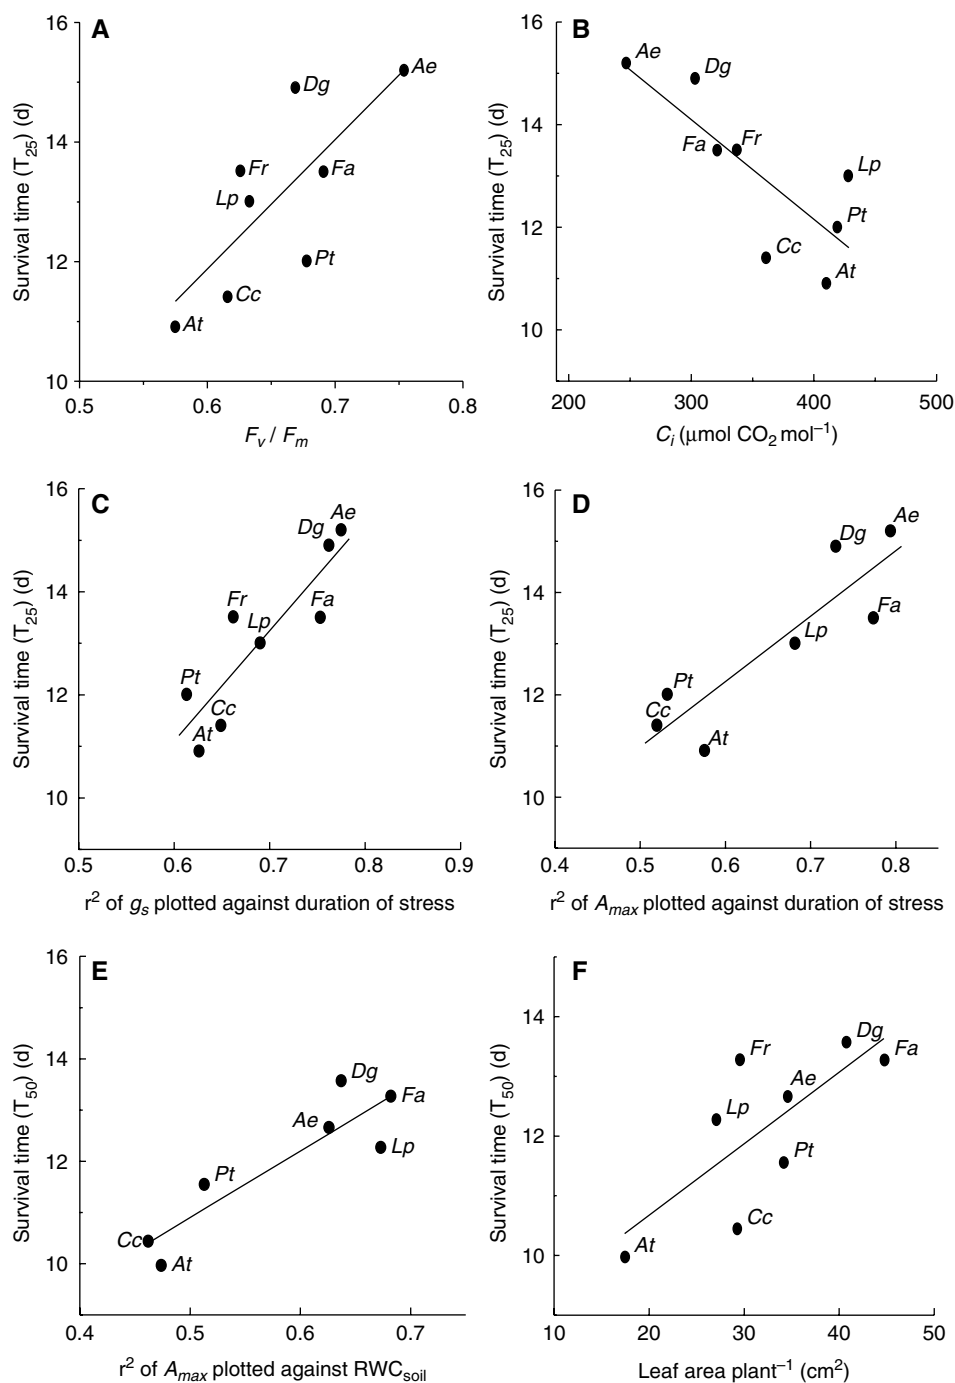 A
Survival time (T25) (d)
16
14
12
10
Ae
Dg
Fr
Fa
Lp
Pt
Cc
At
0.5
0.6
0.7
0.8
Fv / Fm
B
Survival time (T25) (d)
16
14
12
10
Ae
Dg
Fa
Fr
Lp
Pt
Cc
At
200
300
400
500
Ci (μmol CO2 mol−1)
C
Survival time (T25) (d)
16
14
12
10
Ae
Dg
Fr
Fa
Lp
Pt
Cc
At
0.5
0.6
0.7
0.8
0.9
r2 of gs plotted against duration of stress
D
Survival time (T25) (d)
16
14
12
10
Ae
Dg
Fa
Lp
Pt
Cc
At
0.4
0.5
0.6
0.7
0.8
r2 of Amax plotted against duration of stress
E
Survival time (T50) (d)
16
14
12
10
Dg
Fa
Ae
Lp
Pt
Cc
At
0.4
0.5
0.6
0.7
r2 of Amax plotted against RWCsoil
F
Survival time (T50) (d)
14
12
10
Dg
Fr
Fa
Ae
Lp
Pt
Cc
At
10
20
30
40
50
Leaf area plant−1 (cm2)